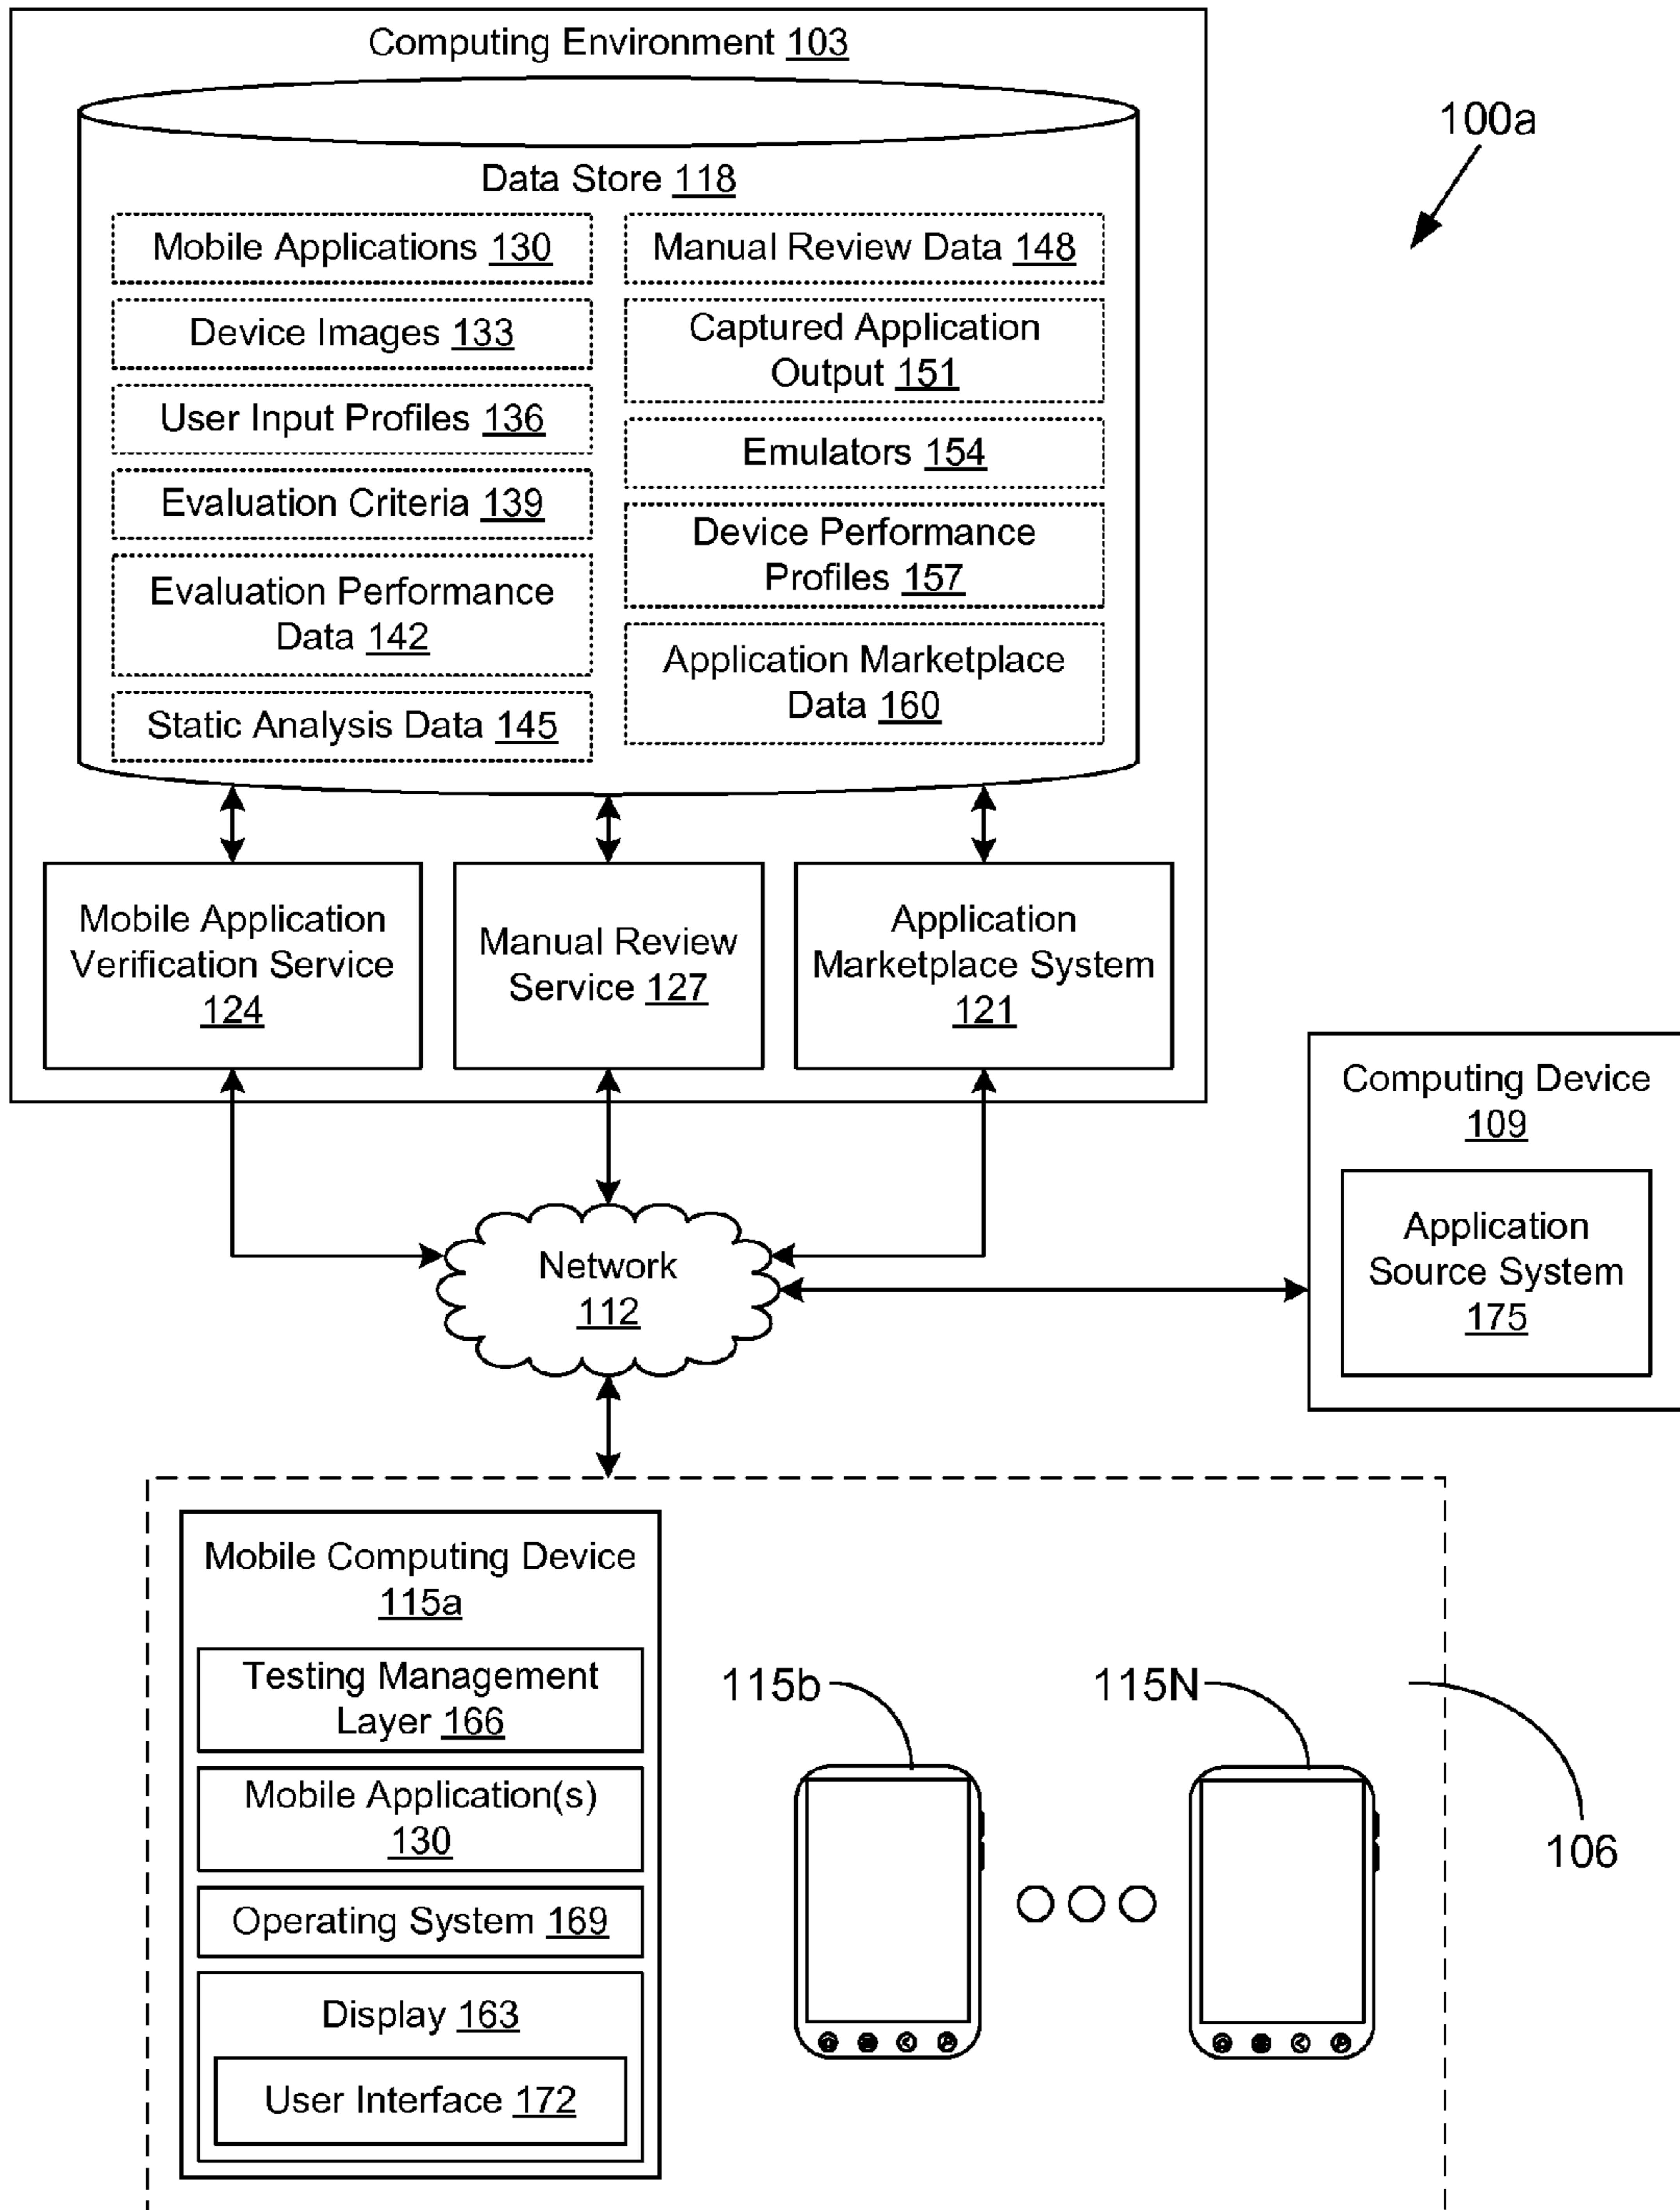 Computing Environment 103
100a
Data Store 118
Mobile Applications 130
Device Images 133
User Input Profiles 136
Evaluation Criteria 139
Evaluation Performance
Data 142
Static Analysis Data 145
Manual Review Data 148
Captured Application
Output 151
Emulators 154
Device Performance
Profiles 157
Application Marketplace
Data 160
Mobile Application
Verification Service
124
Manual Review
Service 127
Application
Marketplace System
121
Computing Device
109
Application
Source System
175
Network
112
Mobile Computing Device
115a
Testing Management
Layer 166
Mobile Application(s)
130
Operating System 169
Display 163
User Interface 172
115b
115N
106